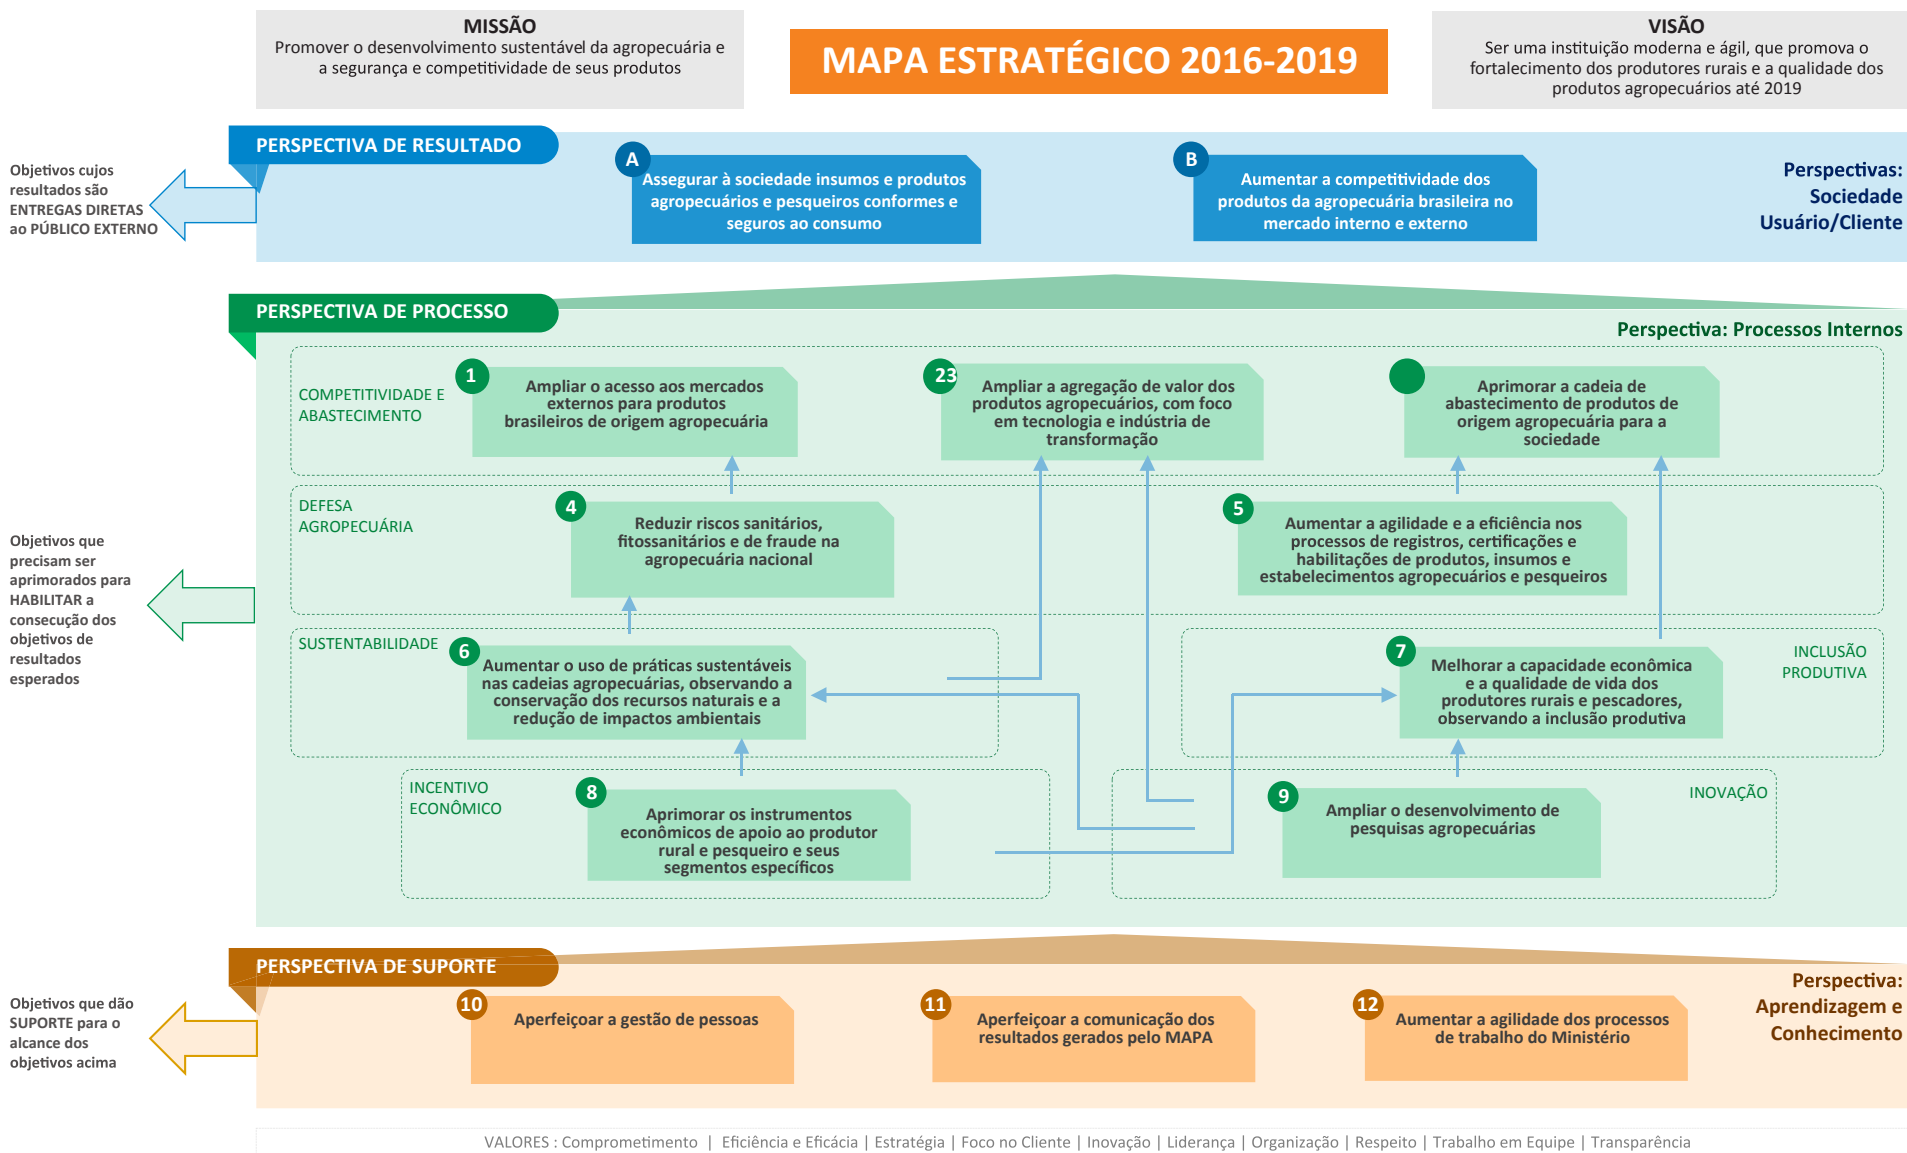 MISSÃO
Promover o desenvolvimento sustentável da agropecuária e
a segurança e competitividade de seus produtos
MAPA ESTRATÉGICO 2016-2019
VISÃO
Ser uma instituição moderna e ágil, que promova o
fortalecimento dos produtores rurais e a qualidade dos
produtos agropecuários até 2019
PERSPECTIVA DE RESULTADO
Objetivos cujos
resultados são
ENTREGAS DIRETAS
ao PÚBLICO EXTERNO
A
Assegurar à sociedade insumos e produtos
agropecuários e pesqueiros conformes e
seguros ao consumo
B
Aumentar a competitividade dos
produtos da agropecuária brasileira no
mercado interno e externo
Perspectivas:
Sociedade
Usuário/Cliente
PERSPECTIVA DE PROCESSO
Perspectiva: Processos Internos
Objetivos que
precisam ser
aprimorados para
HABILITAR a
consecução dos
objetivos de
resultados
esperados
COMPETITIVIDADE E
ABASTECIMENTO
1
Ampliar o acesso aos mercados
externos para produtos
brasileiros de origem agropecuária
23
Ampliar a agregação de valor dos
produtos agropecuários, com foco
em tecnologia e indústria de
transformação
Aprimorar a cadeia de
abastecimento de produtos de
origem agropecuária para a
sociedade
DEFESA
AGROPECUÁRIA
4
Reduzir riscos sanitários,
fitossanitários e de fraude na
agropecuária nacional
5
Aumentar a agilidade e a eficiência nos
processos de registros, certificações e
habilitações de produtos, insumos e
estabelecimentos agropecuários e pesqueiros
SUSTENTABILIDADE
6
Aumentar o uso de práticas sustentáveis
nas cadeias agropecuárias, observando a
conservação dos recursos naturais e a
redução de impactos ambientais
7
Melhorar a capacidade econômica
e a qualidade de vida dos
produtores rurais e pescadores,
observando a inclusão produtiva
INCLUSÃO
PRODUTIVA
INCENTIVO
ECONÔMICO
8
Aprimorar os instrumentos
econômicos de apoio ao produtor
rural e pesqueiro e seus
segmentos específicos
9
Ampliar o desenvolvimento de
pesquisas agropecuárias
INOVAÇÃO
PERSPECTIVA DE SUPORTE
Objetivos que dão
SUPORTE para o
alcance dos
objetivos acima
10
Aperfeiçoar a gestão de pessoas
11
Aperfeiçoar a comunicação dos
resultados gerados pelo MAPA
12
Aumentar a agilidade dos processos
de trabalho do Ministério
Perspectiva:
Aprendizagem e
Conhecimento
VALORES : Comprometimento | Eficiência e Eficácia | Estratégia | Foco no Cliente | Inovação | Liderança | Organização | Respeito | Trabalho em Equipe | Transparência